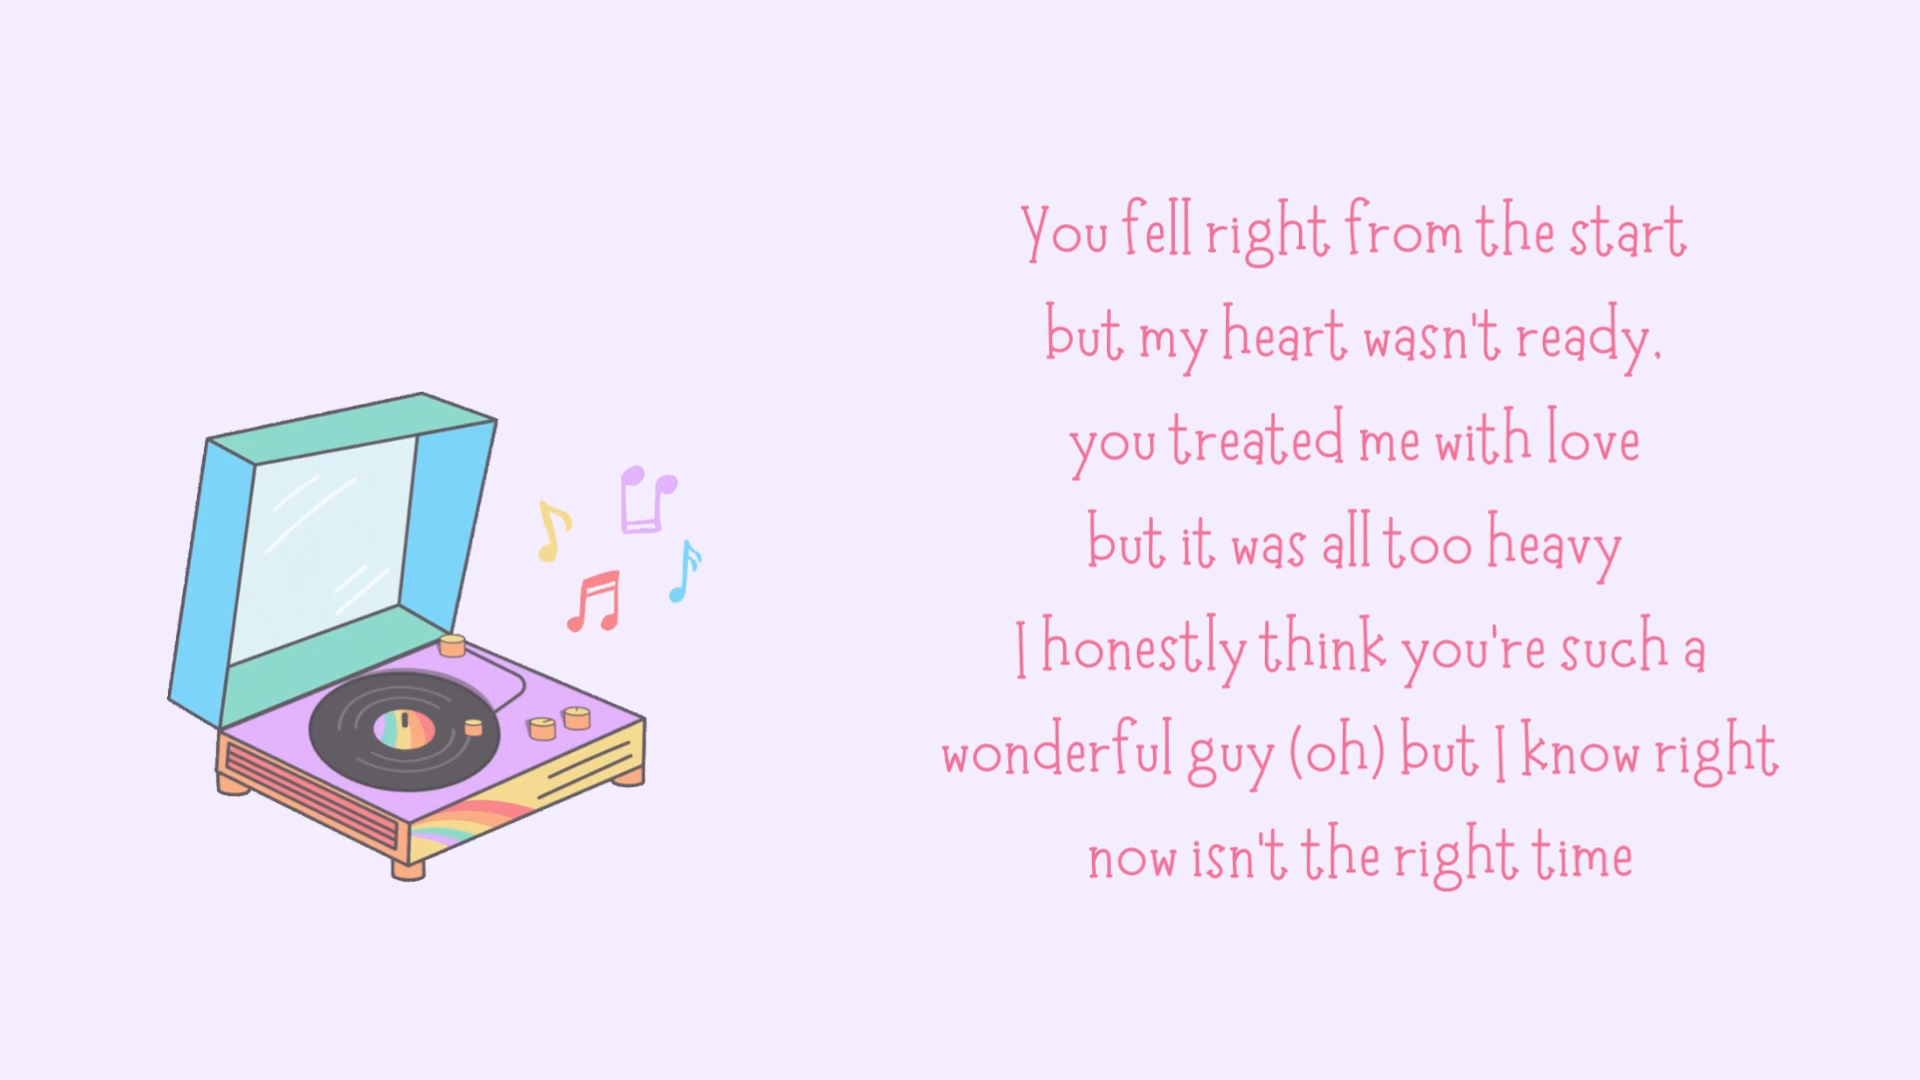 You fell right from the start
but my heart wasn't ready.
you treated me with love
but it was all too heavy
I honestly think you're such a
wonderful guy (oh) but I know right
now isn't the right time